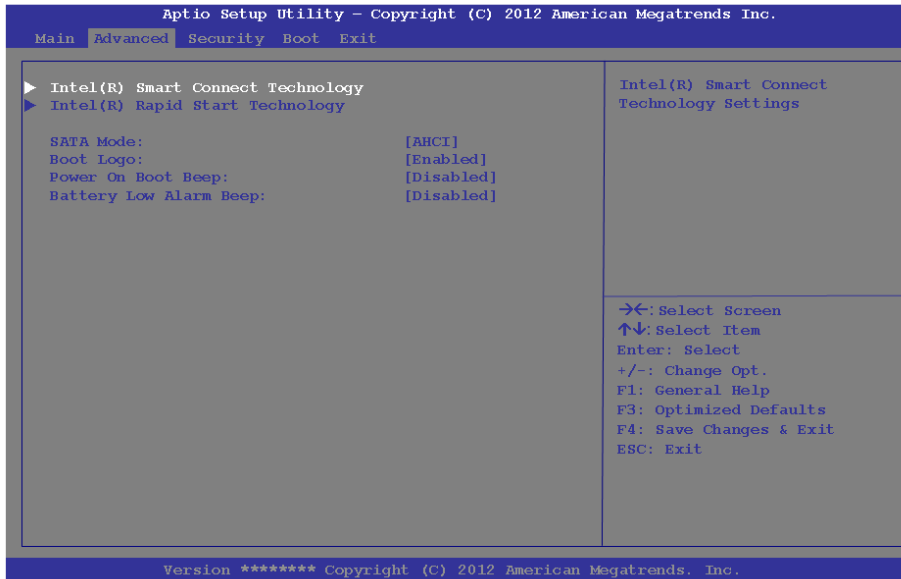 Aptio Setup Utility – Copyright (C) 2012 American Megatrends Inc.
Main Advanced Security Boot Exit
Intel(R) Smart Connect Technology
Intel(R) Rapid Start Technology
SATA Mode: [AHCI]
Boot Logo: [Enabled]
Power On Boot Beep: [Disabled]
Battery Low Alarm Beep: [Disabled]
Intel(R) Smart Connect
Technology Settings
→←: Select Screen
↑↓: Select Item
Enter: Select
+/-: Change Opt.
F1: General Help
F3: Optimized Defaults
F4: Save Changes & Exit
ESC: Exit
Version ******** Copyright (C) 2012 American Megatrends. Inc.